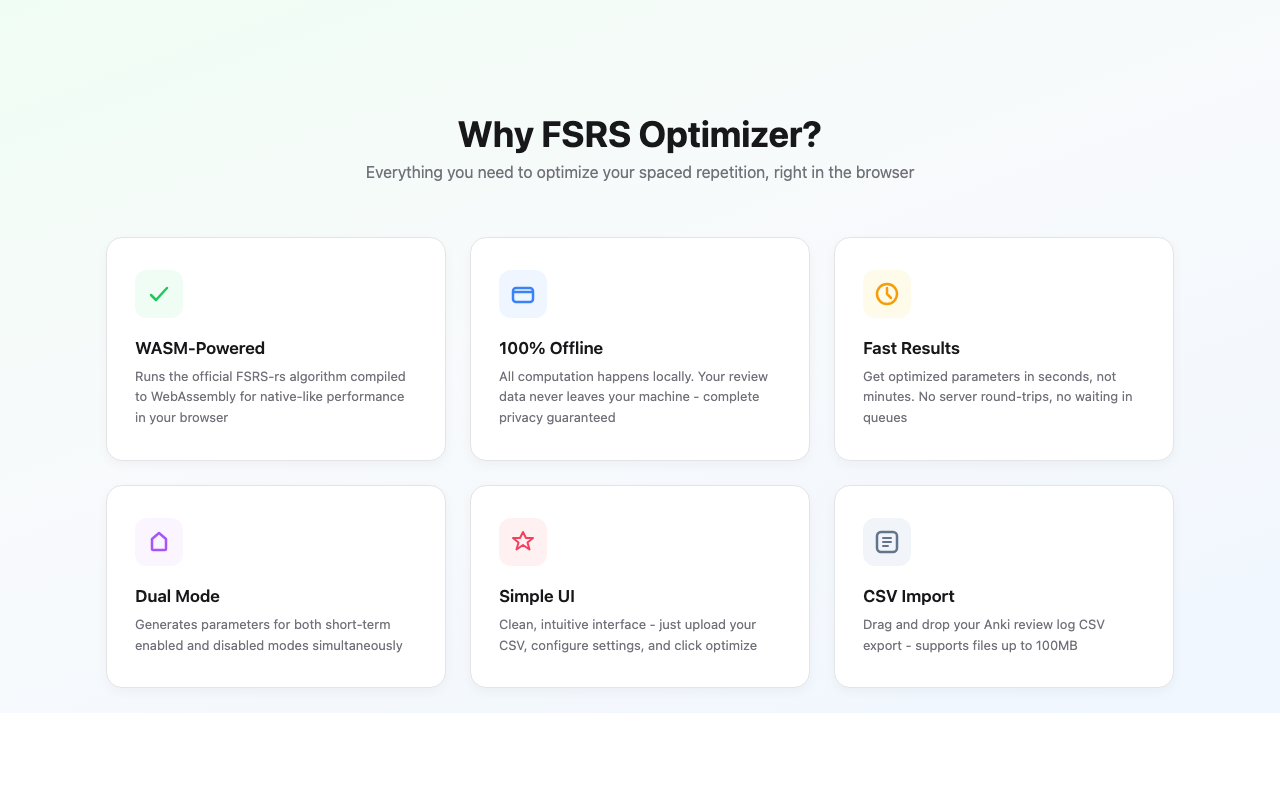 Why FSRS Optimizer?
Everything you need to optimize your spaced repetition, right in the browser
WASM-Powered
Runs the official FSRS-rs algorithm compiled
to WebAssembly for native-like performance
in your browser
100% Offline
All computation happens locally. Your review
data never leaves your machine - complete
privacy guaranteed
Fast Results
Get optimized parameters in seconds, not
minutes. No server round-trips, no waiting in
queues
Dual Mode
Generates parameters for both short-term
enabled and disabled modes simultaneously
Simple UI
Clean, intuitive interface - just upload your
CSV, configure settings, and click optimize
CSV Import
Drag and drop your Anki review log CSV
export - supports files up to 100MB